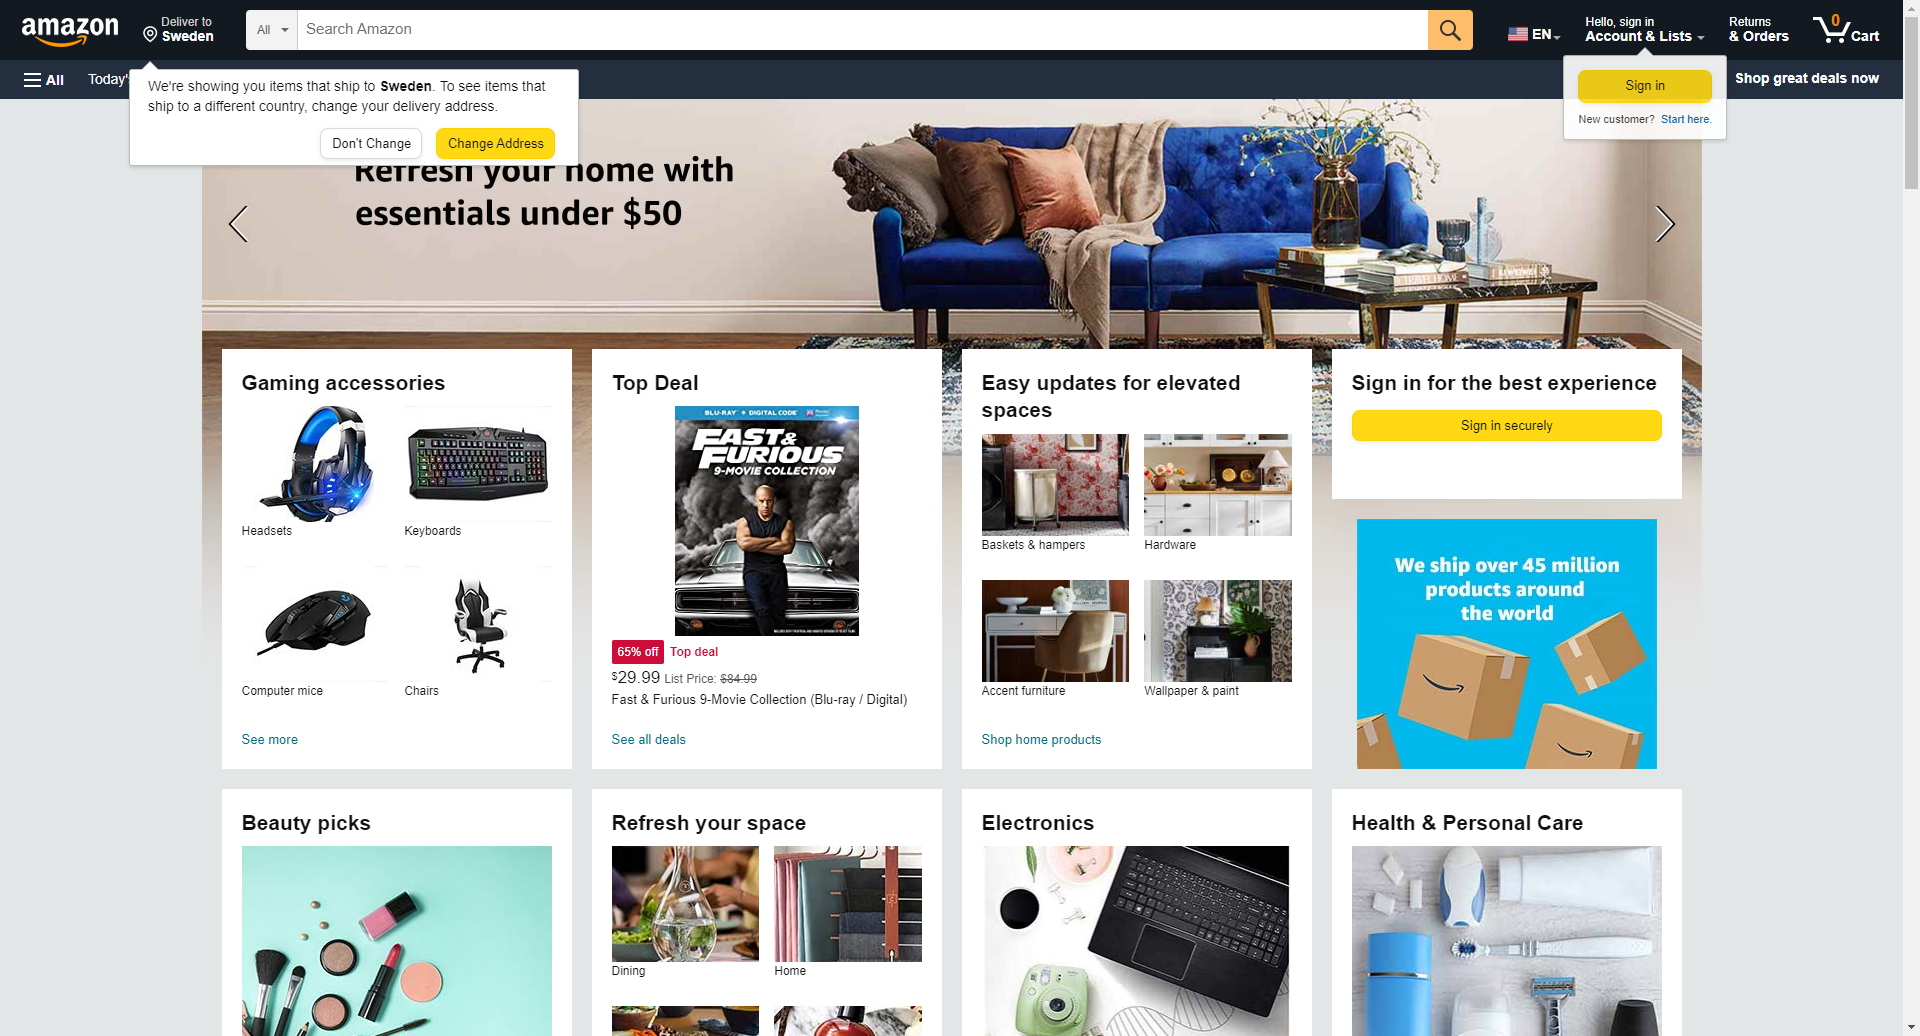 amazon
Deliver to
Sweden
All
Search Amazon
EN
Hello, sign in
Account & Lists
Returns
& Orders
0
Cart
All
Today's
Shop great deals now
We're showing you items that ship to Sweden. To see items that
ship to a different country, change your delivery address.
Don't Change
Change Address
Sign in
New customer? Start here.
Refresh your home with
essentials under $50
Gaming accessories
Headsets
Keyboards
Computer mice
Chairs
See more
Top Deal
BLU-RAY + DIGITAL CODE
FAST &
FURIOUS
9-MOVIE COLLECTION
65% off
Top deal
$29.99 List Price: $84.99
Fast & Furious 9-Movie Collection (Blu-ray / Digital)
See all deals
Easy updates for elevated
spaces
Baskets & hampers
Hardware
Accent furniture
Wallpaper & paint
Shop home products
Sign in for the best experience
Sign in securely
We ship over 45 million
products around
the world
Beauty picks
Refresh your space
Dining
Home
Electronics
Health & Personal Care